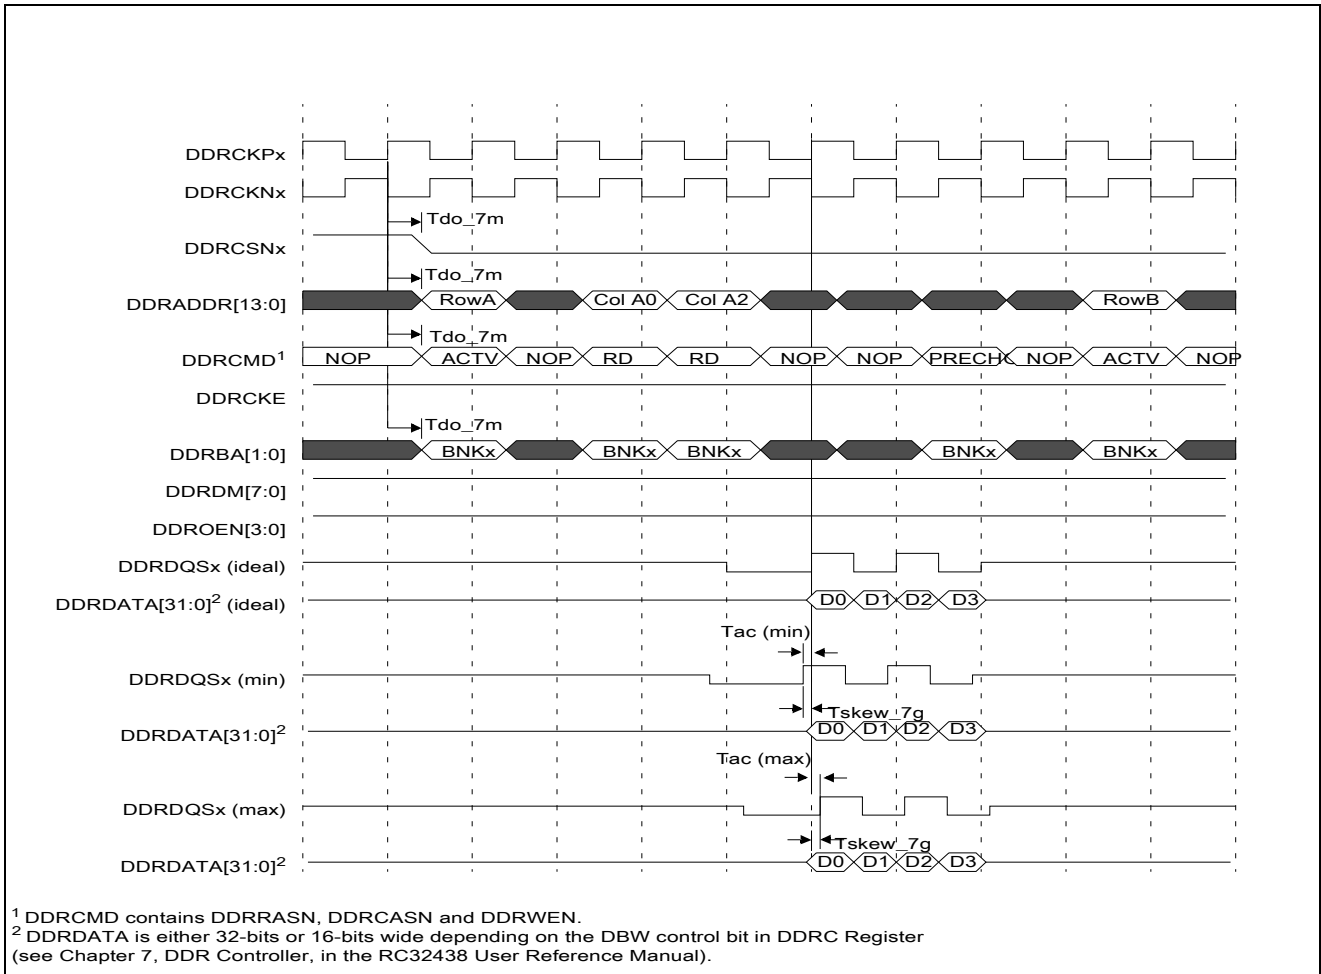 DDRCKPx
DDRCKNx
Tdo_7m
DDRCSNx
Tdo_7m
DDRADDR[13:0] RowA Col A0 Col A2 RowB
Tdo_7m
DDRCMD1 NOP ACTV NOP RD RD NOP NOP PRECHG NOP ACTV NOP
DDRCKE
Tdo_7m
DDRBA[1:0] BNKx BNKx BNKx BNKx BNKx
DDRDM[7:0]
DDROEN[3:0]
DDRDQSx (ideal)
DDRDATA[31:0]2 (ideal) D0 D1 D2 D3
Tac (min)
DDRDQSx (min)
Tskew_7g
DDRDATA[31:0]2 D0 D1 D2 D3
Tac (max)
DDRDQSx (max)
Tskew_7g
DDRDATA[31:0]2 D0 D1 D2 D3
1 DDRCMD contains DDRRASN, DDRCASN and DDRWEN.
2 DDRDATA is either 32-bits or 16-bits wide depending on the DBW control bit in DDRC Register
(see Chapter 7, DDR Controller, in the RC32438 User Reference Manual).